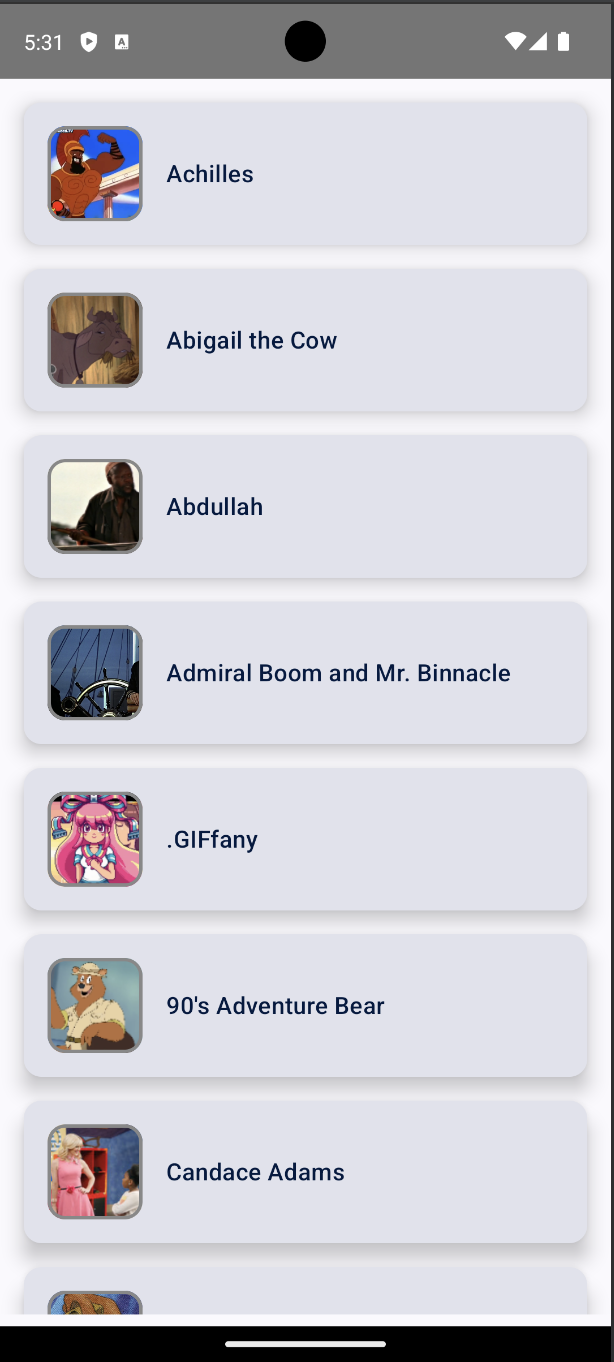 5:31
Achilles
Abigail the Cow
Abdullah
Admiral Boom and Mr. Binnacle
.GIFfany
90's Adventure Bear
Candace Adams